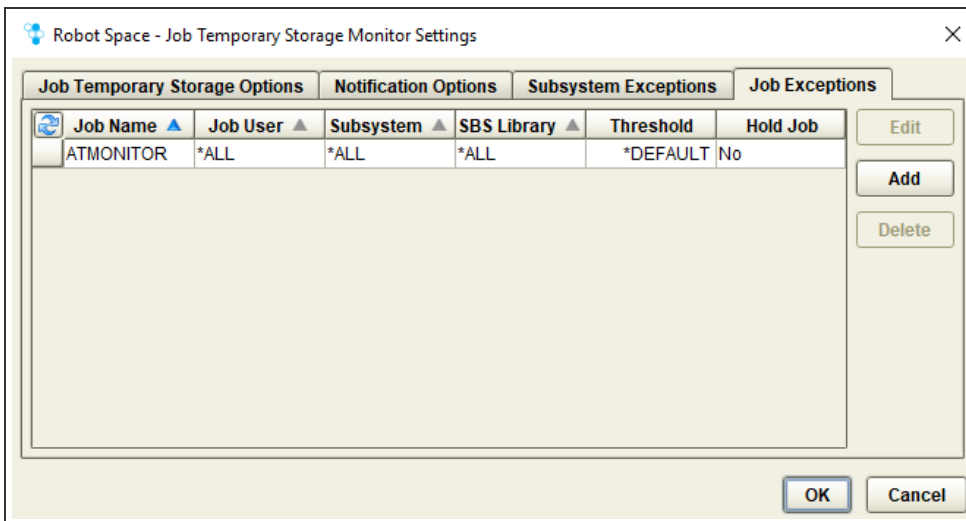 Robot Space - Job Temporary Storage Monitor Settings
Job Temporary Storage Options Notification Options Subsystem Exceptions Job Exceptions
Job Name Job User Subsystem SBS Library Threshold Hold Job
ATMONITOR *ALL *ALL *ALL *DEFAULT No
Edit
Add
Delete
OK Cancel